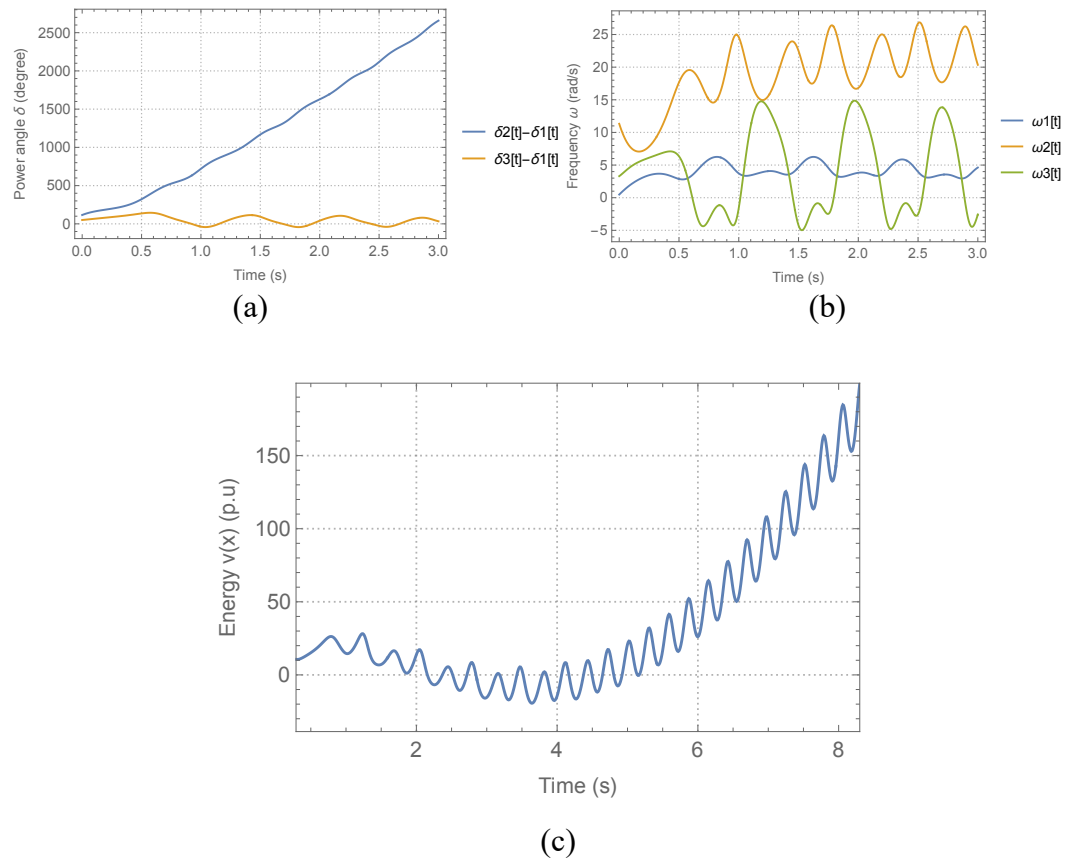 Power angle δ (degree)
2500
2000
1500
1000
500
0
0.0 0.5 1.0 1.5 2.0 2.5 3.0
Time (s)
δ2[t]-δ1[t]
δ3[t]-δ1[t]
(a)
Frequency ω (rad/s)
25
20
15
10
5
0
-5
0.0 0.5 1.0 1.5 2.0 2.5 3.0
Time (s)
ω1[t]
ω2[t]
ω3[t]
(b)
Energy v(x) (p.u)
150
100
50
0
2 4 6 8
Time (s)
(c)